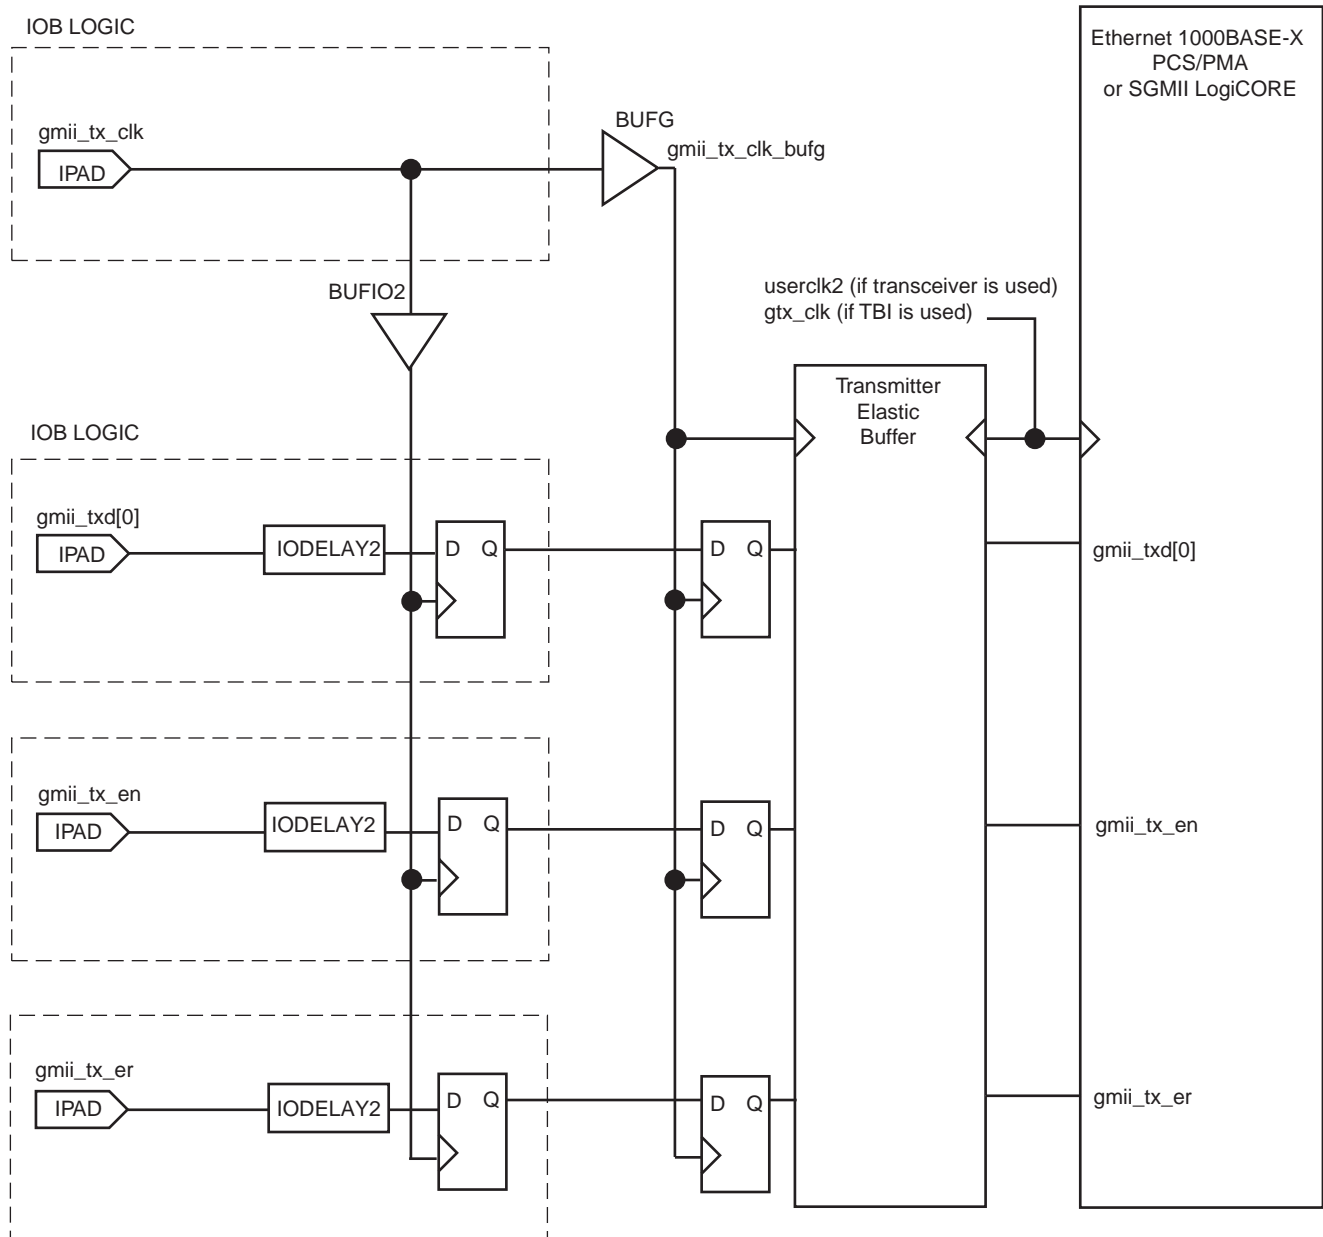 IOB LOGIC
Ethernet 1000BASE-X
PCS/PMA
or SGMII LogiCORE
gmii_tx_clk
IPAD
BUFG
gmii_tx_clk_bufg
BUFIO2
userclk2 (if transceiver is used)
gtx_clk (if TBI is used)
Transmitter
Elastic
Buffer
IOB LOGIC
gmii_txd[0]
IPAD
IODELAY2
D Q
D Q
gmii_txd[0]
gmii_tx_en
IPAD
IODELAY2
D Q
D Q
gmii_tx_en
gmii_tx_er
IPAD
IODELAY2
D Q
D Q
gmii_tx_er